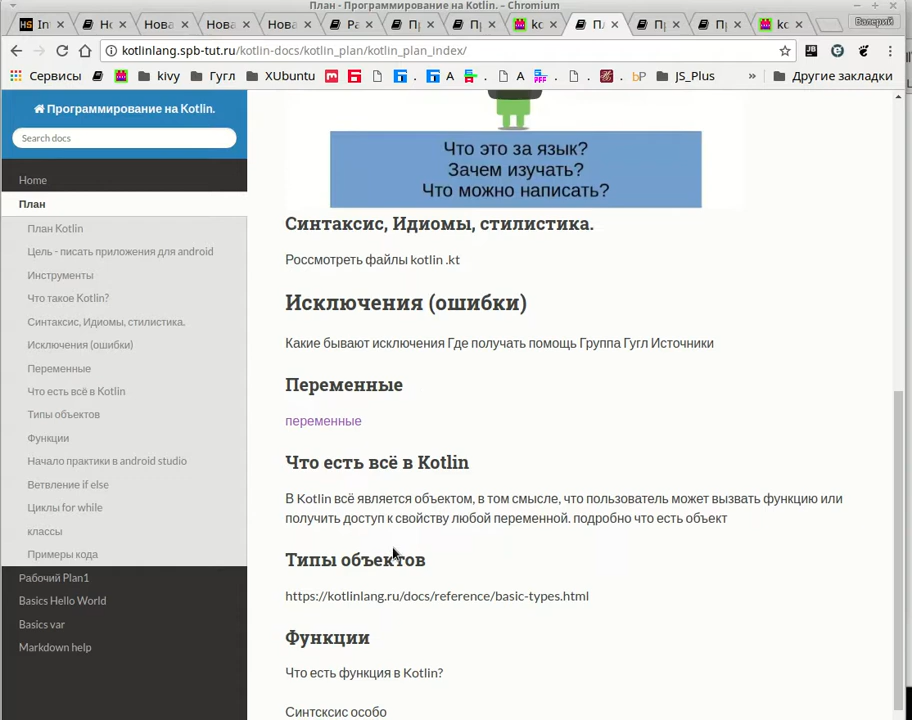 План - Программирование на Kotlin. – Chromium
Нова
Нова
Нова
Валерий
kotlinlang.spb-tut.ru/kotlin-docs/kotlin_plan/kotlin_plan_index/
Сервисы kivy Гугл XUbuntu A A bP JS_Plus » Другие закладки
Программирование на Kotlin.
Search docs
Home
План
План Kotlin
Цель - писать приложения для android
Инструменты
Что такое Kotlin?
Синтаксис, Идиомы, стилистика.
Исключения (ошибки)
Переменные
Что есть всё в Kotlin
Типы объектов
Функции
Начало практики в android studio
Ветвление if else
Циклы for while
классы
Примеры кода
Рабочий Plan1
Basics Hello World
Basics var
Markdown help
Что это за язык?
Зачем изучать?
Что можно написать?
Синтаксис, Идиомы, стилистика.
Россмотреть файлы kotlin .kt
Исключения (ошибки)
Какие бывают исключения Где получать помощь Группа Гугл Источники
Переменные
переменные
Что есть всё в Kotlin
В Kotlin всё является объектом, в том смысле, что пользователь может вызвать функцию или
получить доступ к свойству любой переменной. подробно что есть объект
Типы объектов
https://kotlinlang.ru/docs/reference/basic-types.html
Функции
Что есть функция в Kotlin?
Синтсксис особо